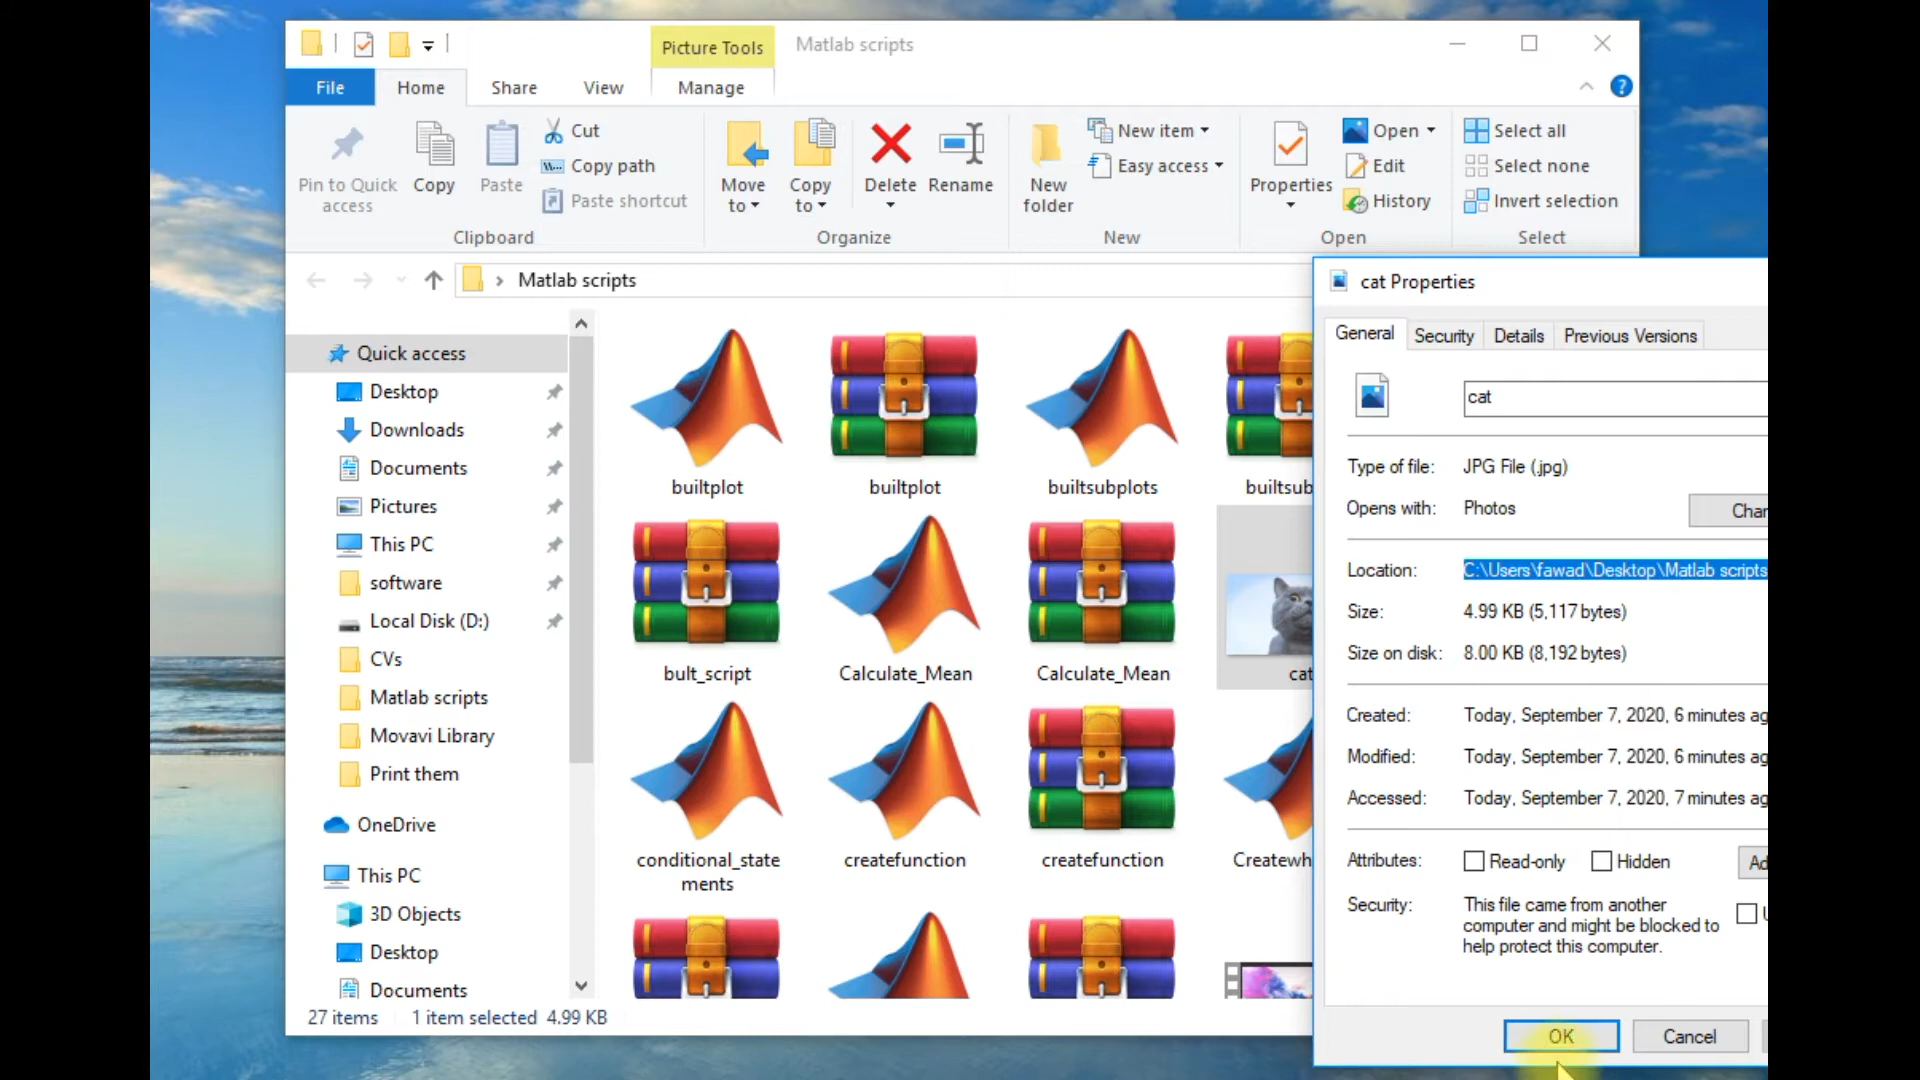 Picture Tools
Matlab scripts
File
Home
Share
View
Manage
?
Pin to Quick access
Copy
Paste
Cut
Copy path
Paste shortcut
Clipboard
Move to
Copy to
Delete
Rename
Organize
New folder
New item
Easy access
New
Properties
Open
Edit
History
Open
Select all
Select none
Invert selection
Select
› Matlab scripts
Quick access
Desktop
Downloads
Documents
Pictures
This PC
software
Local Disk (D:)
CVs
Matlab scripts
Movavi Library
Print them
OneDrive
This PC
3D Objects
Desktop
Documents
builtplot
builtplot
builtsubplots
builtsub
bult_script
Calculate_Mean
Calculate_Mean
cat
conditional_state
ments
createfunction
createfunction
Createwh
27 items
1 item selected 4.99 KB
cat Properties
General
Security
Details
Previous Versions
cat
Type of file: JPG File (.jpg)
Opens with: Photos
Char
Location: C:\Users\fawad\Desktop\Matlab scripts
Size: 4.99 KB (5,117 bytes)
Size on disk: 8.00 KB (8,192 bytes)
Created: Today, September 7, 2020, 6 minutes ag
Modified: Today, September 7, 2020, 6 minutes ag
Accessed: Today, September 7, 2020, 7 minutes ag
Attributes: Read-only Hidden
Ad
Security: This file came from another
computer and might be blocked to
help protect this computer.
OK
Cancel